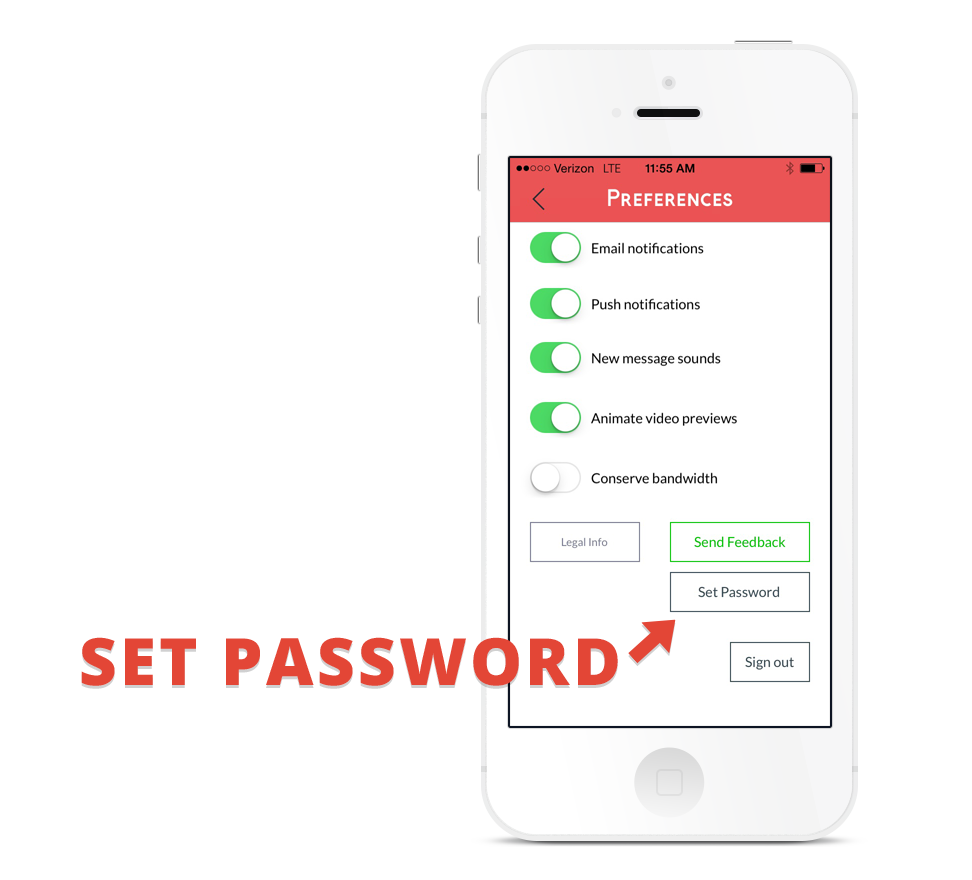 Verizon LTE 11:55 AM
PREFERENCES
Email notifications
Push notifications
New message sounds
Animate video previews
Conserve bandwidth
Legal Info Send Feedback
Set Password
SET PASSWORD
Sign out